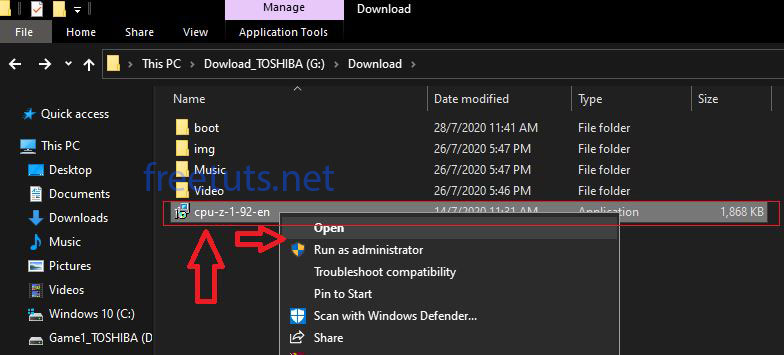 Manage
Download
File
Home
Share
View
Application Tools
This PC
Dowload_TOSHIBA (G:)
Download
Name
Date modified
Type
Size
Quick access
This PC
Desktop
Documents
Downloads
Music
Pictures
Videos
Windows 10 (C:)
Game1_TOSHIBA (D
boot
28/7/2020 11:41 AM
File folder
img
26/7/2020 5:47 PM
File folder
Music
26/7/2020 5:47 PM
File folder
Video
26/7/2020 5:46 PM
File folder
freetuts.net
cpu-z-1-92-en
14/7/2020 11:31 AM
Application
1,868 KB
Open
Run as administrator
Troubleshoot compatibility
Pin to Start
Scan with Windows Defender...
Share